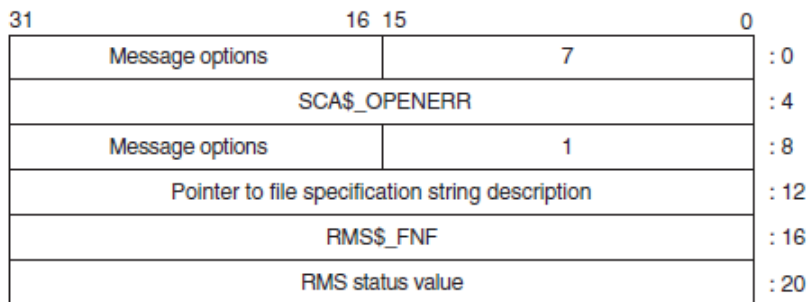 31 16 15 0
Message options 7 : 0
SCA$_OPENERR : 4
Message options 1 : 8
Pointer to file specification string description : 12
RMS$_FNF : 16
RMS status value : 20